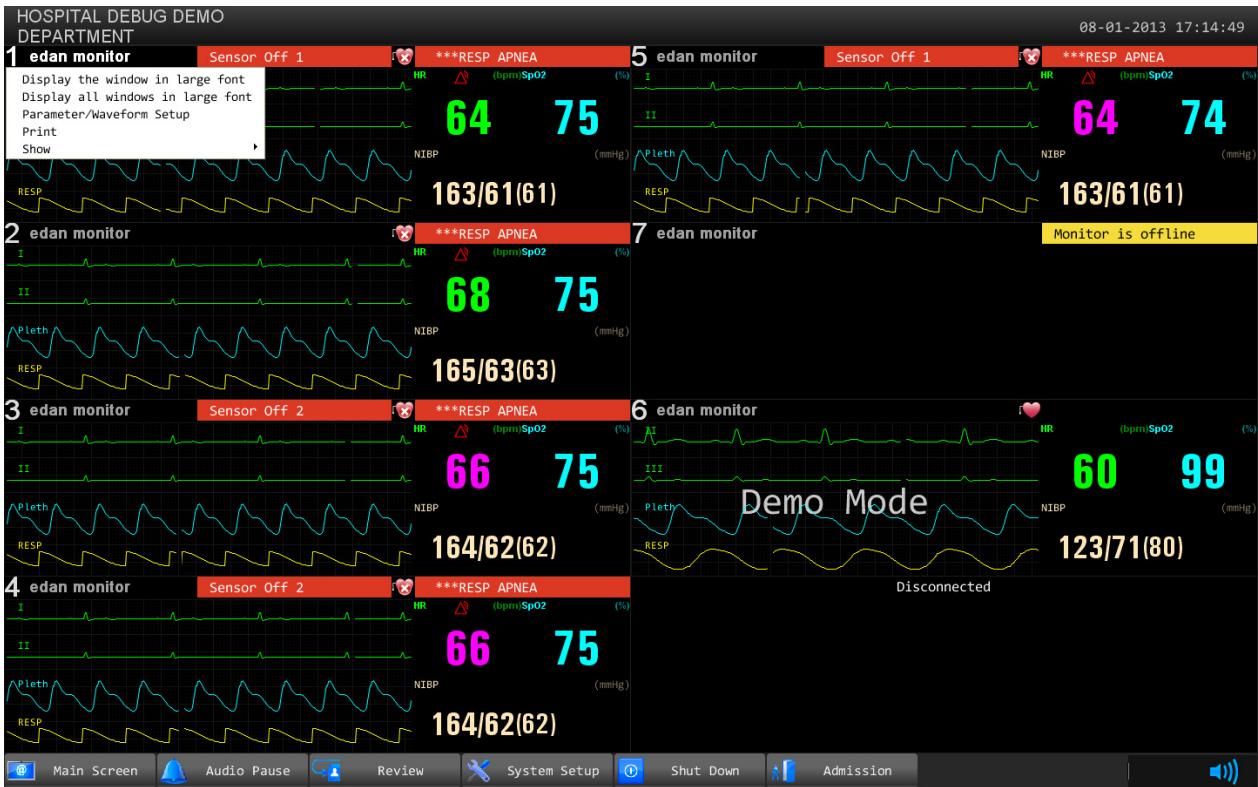 HOSPITAL DEBUG DEMO
DEPARTMENT
08-01-2013 17:14:49
1 edan monitor Sensor Off 1 ***RESP APNEA
Display the window in large font
Display all windows in large font
Parameter/Waveform Setup
Print
Show
HR (bpm) SpO2 (%)
64 75
NIBP (mmHg)
RESP
163/61(61)
5 edan monitor Sensor Off 1 ***RESP APNEA
I
HR (bpm) SpO2 (%)
II
64 74
Pleth
NIBP (mmHg)
RESP
163/61(61)
2 edan monitor ***RESP APNEA
I
HR (bpm) SpO2 (%)
II
68 75
Pleth
NIBP (mmHg)
RESP
165/63(63)
7 edan monitor Monitor is offline
3 edan monitor Sensor Off 2 ***RESP APNEA
I
HR (bpm) SpO2 (%)
II
66 75
Pleth
NIBP (mmHg)
RESP
164/62(62)
6 edan monitor
II
HR (bpm) SpO2 (%)
III
60 99
Demo Mode
Pleth
NIBP (mmHg)
RESP
123/71(80)
4 edan monitor Sensor Off 2 ***RESP APNEA
I
HR (bpm) SpO2 (%)
II
66 75
Pleth
NIBP (mmHg)
RESP
164/62(62)
Disconnected
Main Screen Audio Pause Review System Setup Shut Down Admission